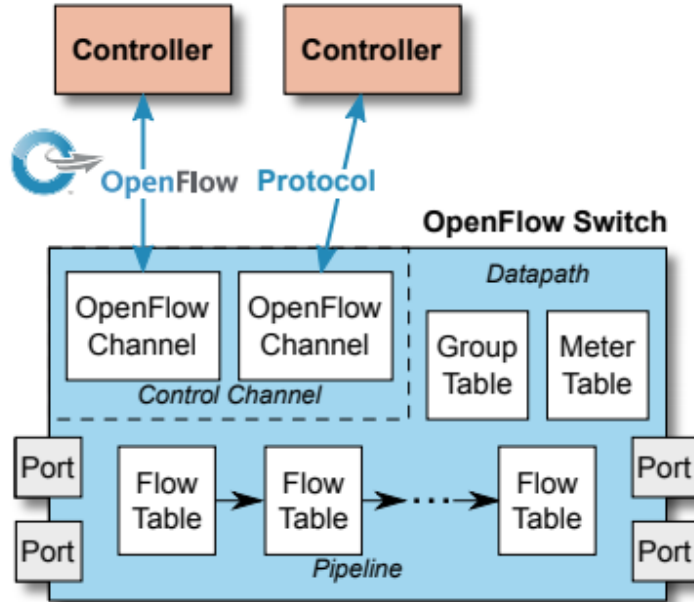 Controller
Controller
OpenFlow Protocol
OpenFlow Switch
Datapath
OpenFlow
Channel
OpenFlow
Channel
Control Channel
Group
Table
Meter
Table
Port
Port
Flow
Table
Flow
Table
...
Flow
Table
Port
Port
Pipeline